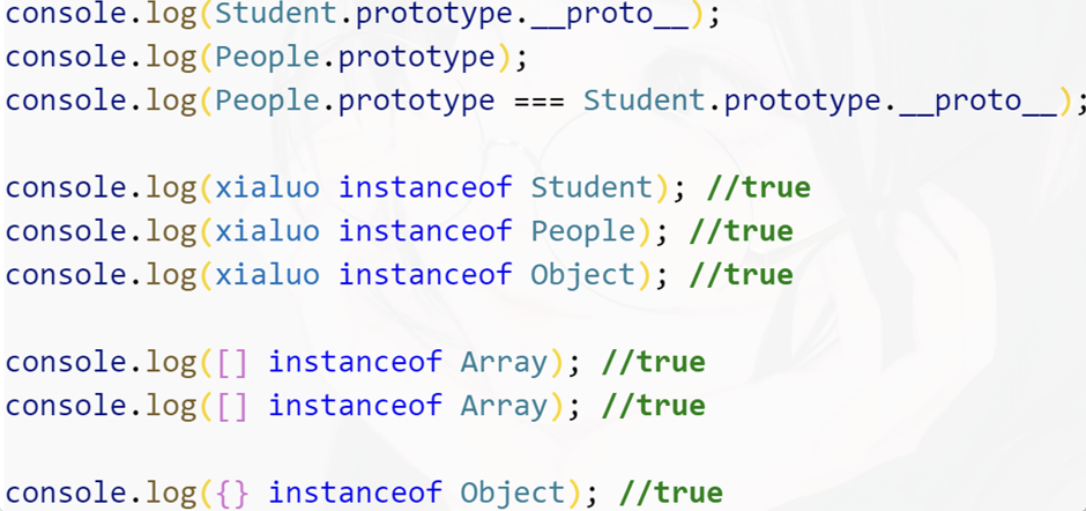 console.log(Student.prototype.__proto__);
console.log(People.prototype);
console.log(People.prototype === Student.prototype.__proto__);
console.log(xialuo instanceof Student); //true
console.log(xialuo instanceof People); //true
console.log(xialuo instanceof Object); //true
console.log([] instanceof Array); //true
console.log([] instanceof Array); //true
console.log({} instanceof Object); //true